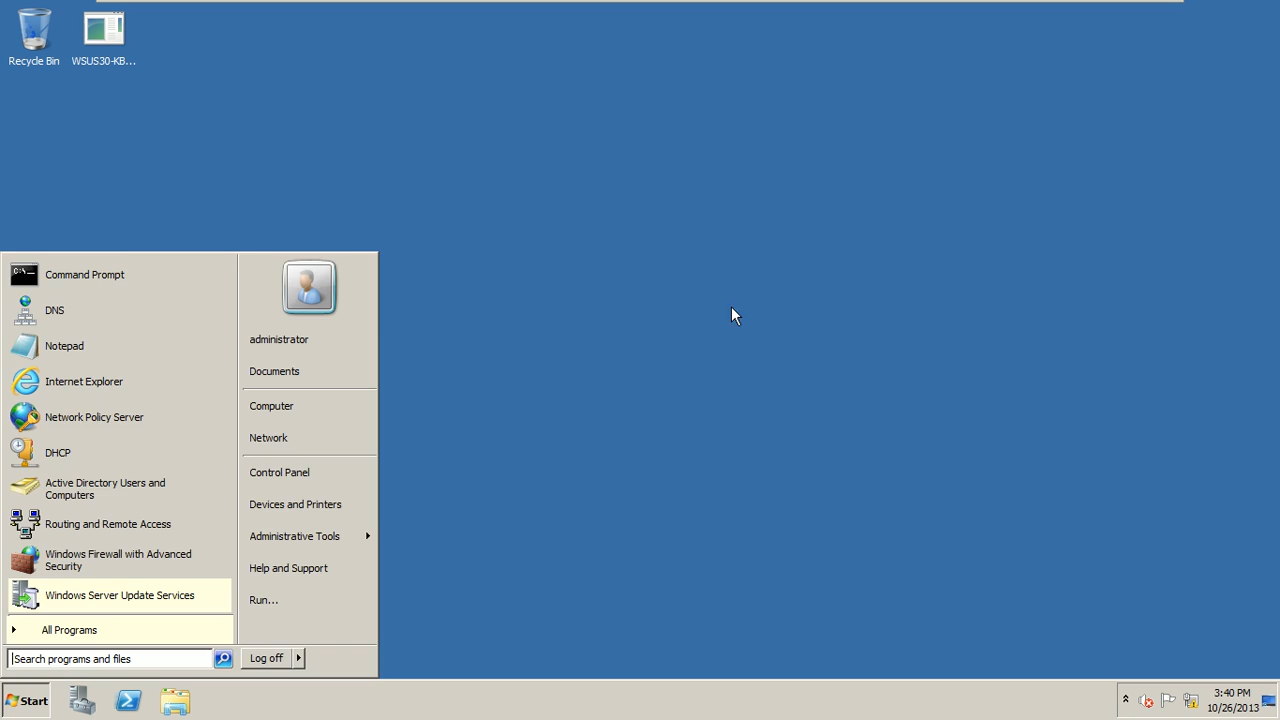 Recycle Bin
WSUS30-KB...
Command Prompt
DNS
Notepad
Internet Explorer
Network Policy Server
DHCP
Active Directory Users and
Computers
Routing and Remote Access
Windows Firewall with Advanced
Security
Windows Server Update Services
All Programs
Search programs and files
administrator
Documents
Computer
Network
Control Panel
Devices and Printers
Administrative Tools
Help and Support
Run...
Log off
Start
3:40 PM
10/26/2013